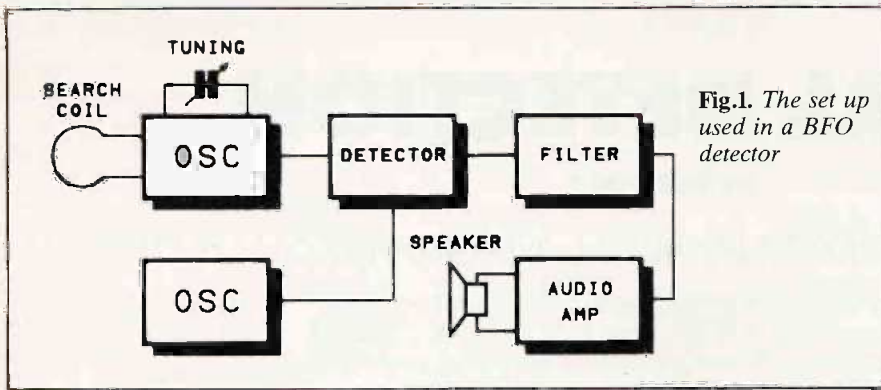 TUNING
SEARCH
COIL
OSC
DETECTOR
FILTER
Fig.1. The set up
used in a BFO
detector
OSC
SPEAKER
AUDIO
AMP